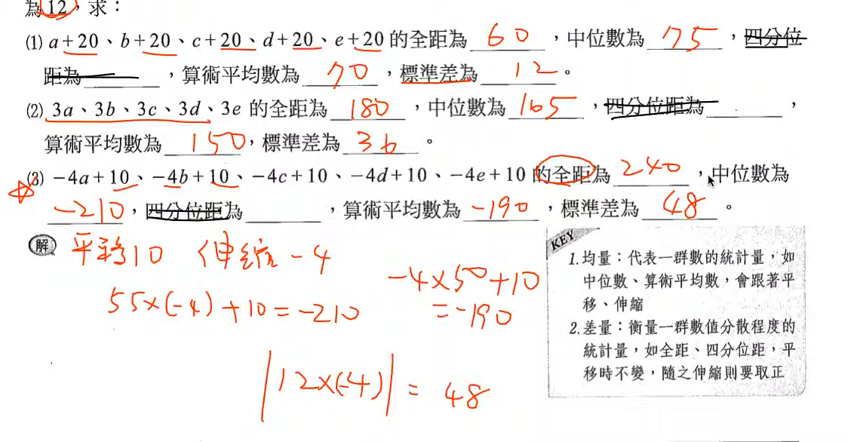 為12，求：
(1) a+20、b+20、c+20、d+20、e+20 的全距為 60 ，中位數為 75 ，四分位
距為 ，算術平均數為 70 ，標準差為 12 。
(2) 3a、3b、3c、3d、3e 的全距為 180 ，中位數為 165 ，四分位距為 ，
算術平均數為 150 ，標準差為 36 。
(3) −4a+10、−4b+10、−4c+10、−4d+10、−4e+10 的全距為 240 ，中位數為
−210 ，四分位距為 ，算術平均數為 −190 ，標準差為 48 。
解 平移10 伸縮 −4
55×(−4)+10=−210
−4×50+10
=−190
|12×(−4)| = 48
KEY
1.均量：代表一群數的統計量，如
中位數、算術平均數，會跟著平
移、伸縮
2.差量：衡量一群數值分散程度的
統計量，如全距、四分位距，平
移時不變，隨之伸縮則要取正